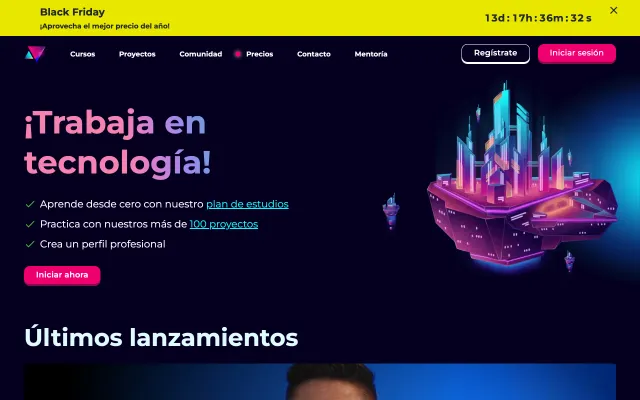 Black Friday
¡Aprovecha el mejor precio del año!
13d : 17h : 36m : 32s
Cursos Proyectos Comunidad Precios Contacto Mentoría
Regístrate Iniciar sesión
¡Trabaja en
tecnología!
Aprende desde cero con nuestro plan de estudios
Practica con nuestros más de 100 proyectos
Crea un perfil profesional
Iniciar ahora
Últimos lanzamientos